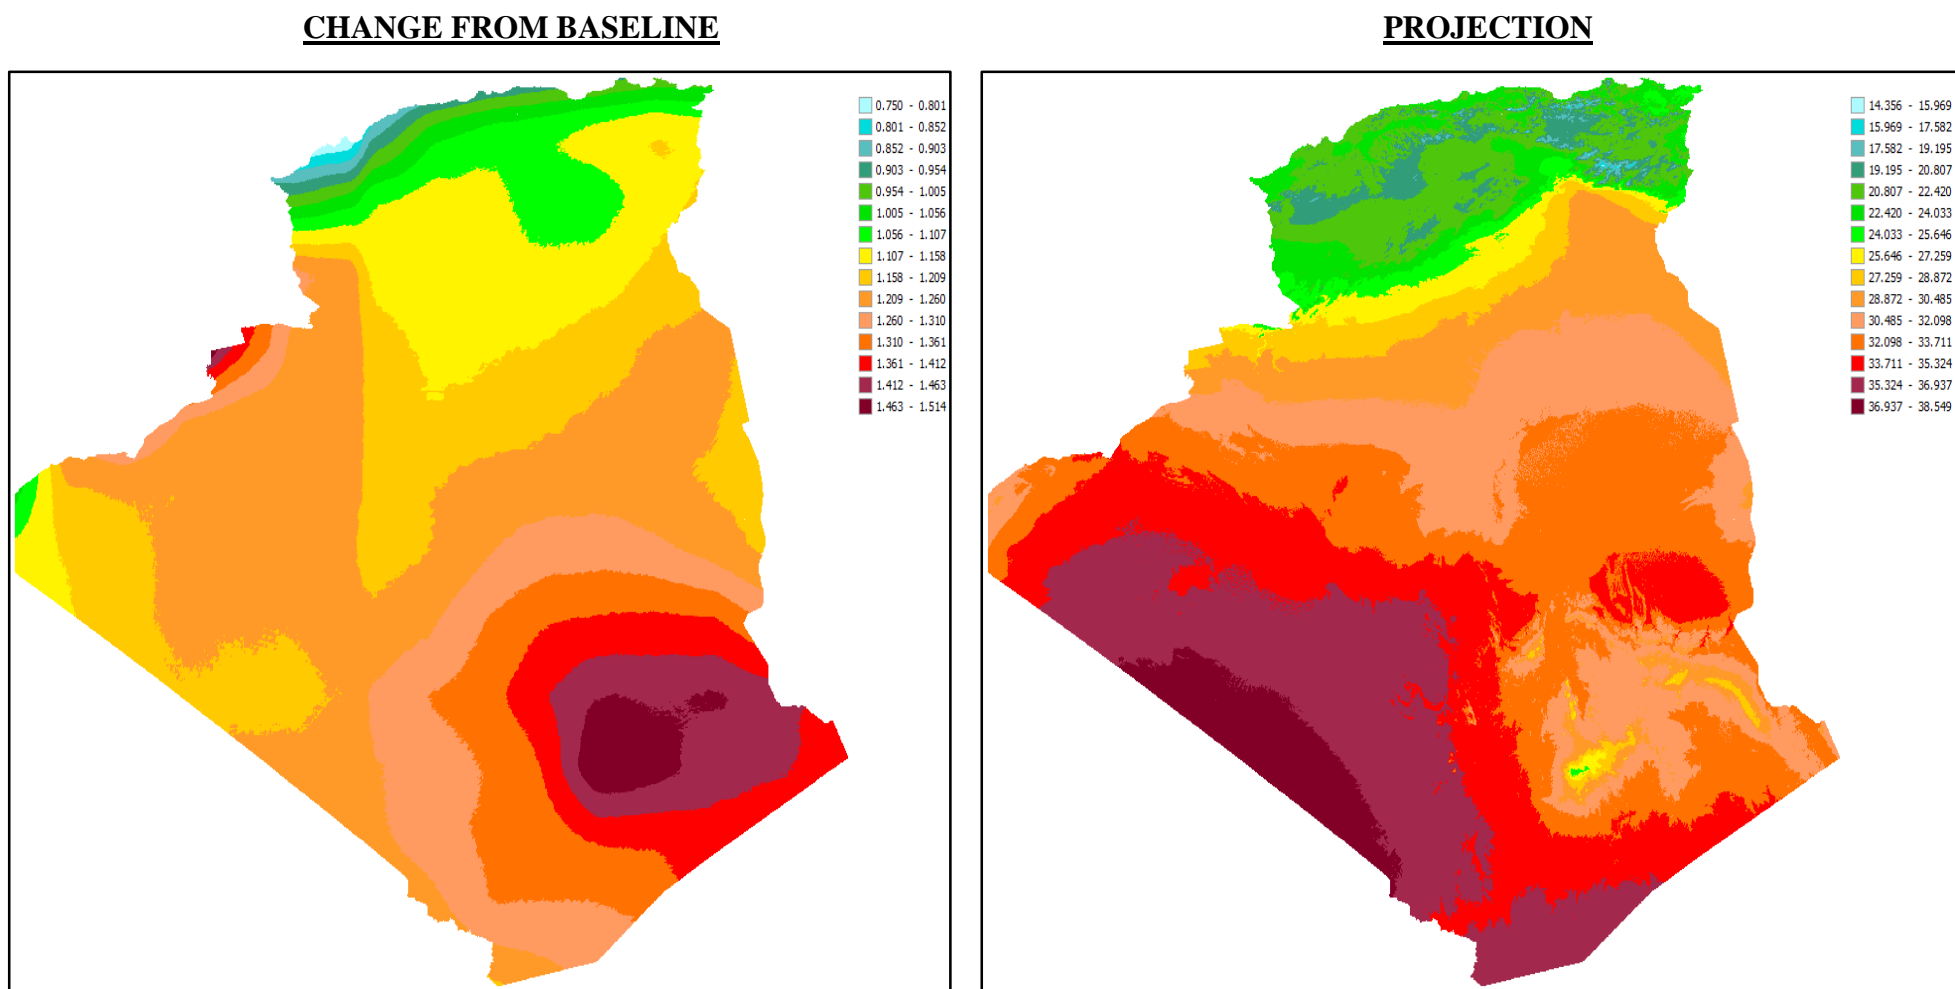 CHANGE FROM BASELINE
PROJECTION
0.750 - 0.801
0.801 - 0.852
0.852 - 0.903
0.903 - 0.954
0.954 - 1.005
1.005 - 1.056
1.056 - 1.107
1.107 - 1.158
1.158 - 1.209
1.209 - 1.260
1.260 - 1.310
1.310 - 1.361
1.361 - 1.412
1.412 - 1.463
1.463 - 1.514
14.356 - 15.969
15.969 - 17.582
17.582 - 19.195
19.195 - 20.807
20.807 - 22.420
22.420 - 24.033
24.033 - 25.646
25.646 - 27.259
27.259 - 28.872
28.872 - 30.485
30.485 - 32.098
32.098 - 33.711
33.711 - 35.324
35.324 - 36.937
36.937 - 38.549